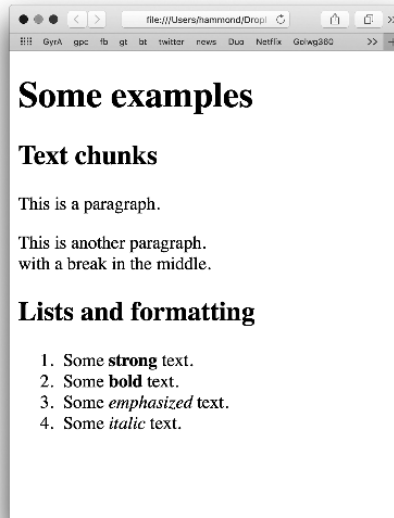 file:///Users/hammond/Dropl
GyrA gpc fb gt bt twitter news Duo Netflix Golwg360 >>
Some examples
Text chunks
This is a paragraph.
This is another paragraph.
with a break in the middle.
Lists and formatting
1. Some strong text.
2. Some bold text.
3. Some emphasized text.
4. Some italic text.